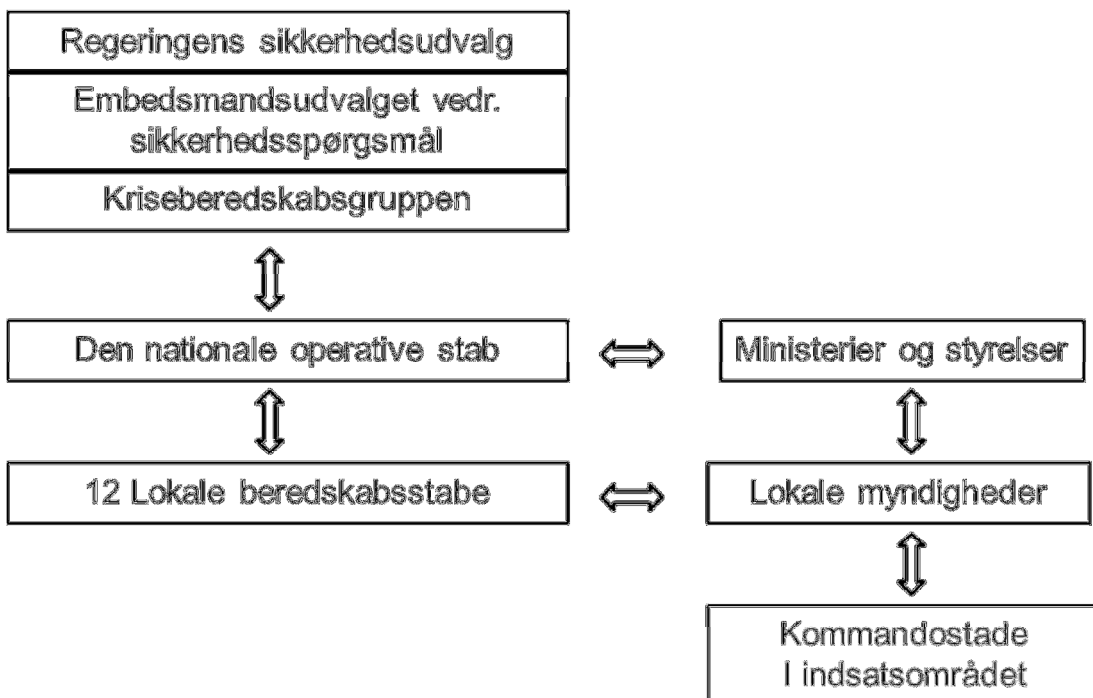 Regeringens sikkerhedsudvalg
Embedsmandsudvalget vedr.
sikkerhedsspørgsmål
Kriseberedskabsgruppen
Den nationale operative stab
Ministerier og styrelser
12 Lokale beredskabsstabe
Lokale myndigheder
Kommandostade
I indsatsområdet